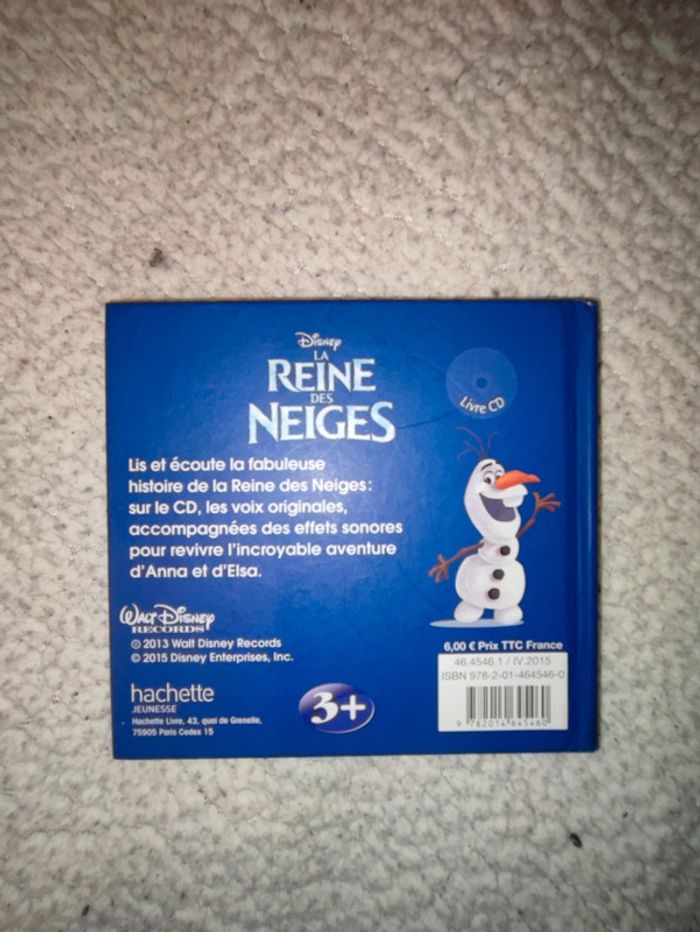 Disney
LA
REINE
DES
NEIGES
Livre CD
Lis et écoute la fabuleuse
histoire de la Reine des Neiges :
sur le CD, les voix originales,
accompagnées des effets sonores
pour revivre l'incroyable aventure
d'Anna et d'Elsa.
WALT DISNEY
RECORDS
℗ 2013 Walt Disney Records
© 2015 Disney Enterprises, Inc.
hachette
JEUNESSE
Hachette Livre, 43, quai de Grenelle,
75905 Paris Cedex 15
3+
6,00 € Prix TTC France
46.4546.1 / IV.2015
ISBN 978-2-01-464546-0
9 782014 645460